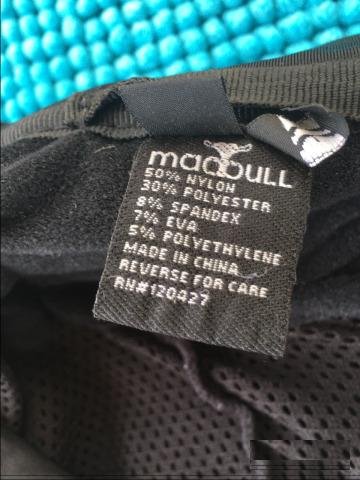 madbull
50% NYLON
30% POLYESTER
8% SPANDEX
7% EVA
5% POLYETHYLENE
MADE IN CHINA
REVERSE FOR CARE
RN#120427